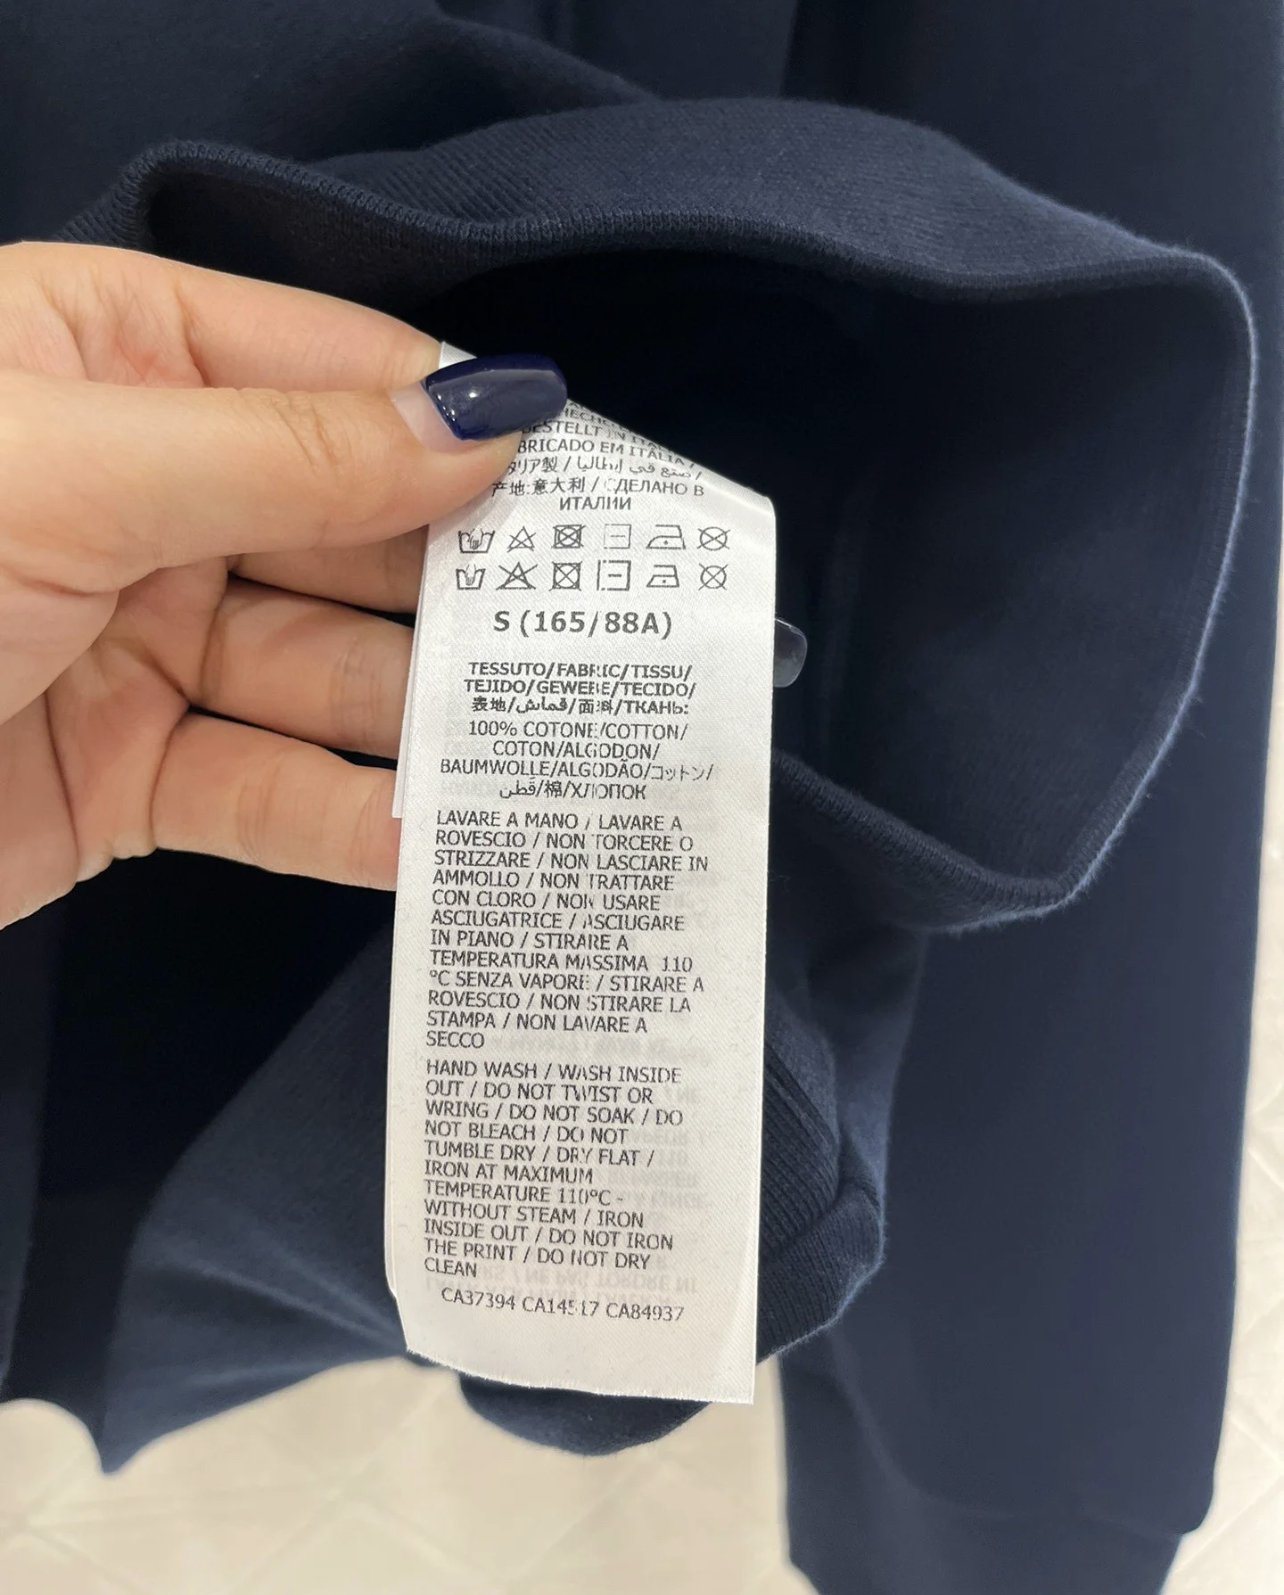 BRICADO EM ITALIA/
タリア製 / صنع في إيطاليا /
产地:意大利 / СДЕЛАНО В
ИТАЛИИ
S (165/88A)
TESSUTO/FABRIC/TISSU/
TEJIDO/GEWEBE/TECIDO/
表地/قماش/面料/ТКАНЬ:
100% COTONE/COTTON/
COTON/ALGODON/
BAUMWOLLE/ALGODÃO/コットン/
قطن/棉/ХЛОПОК
LAVARE A MANO / LAVARE A
ROVESCIO / NON TORCERE O
STRIZZARE / NON LASCIARE IN
AMMOLLO / NON TRATTARE
CON CLORO / NON USARE
ASCIUGATRICE / ASCIUGARE
IN PIANO / STIRARE A
TEMPERATURA MASSIMA 110
°C SENZA VAPORE / STIRARE A
ROVESCIO / NON STIRARE LA
STAMPA / NON LAVARE A
SECCO
HAND WASH / WASH INSIDE
OUT / DO NOT TWIST OR
WRING / DO NOT SOAK / DO
NOT BLEACH / DO NOT
TUMBLE DRY / DRY FLAT /
IRON AT MAXIMUM
TEMPERATURE 110°C -
WITHOUT STEAM / IRON
INSIDE OUT / DO NOT IRON
THE PRINT / DO NOT DRY
CLEAN
CA37394 CA14517 CA84937